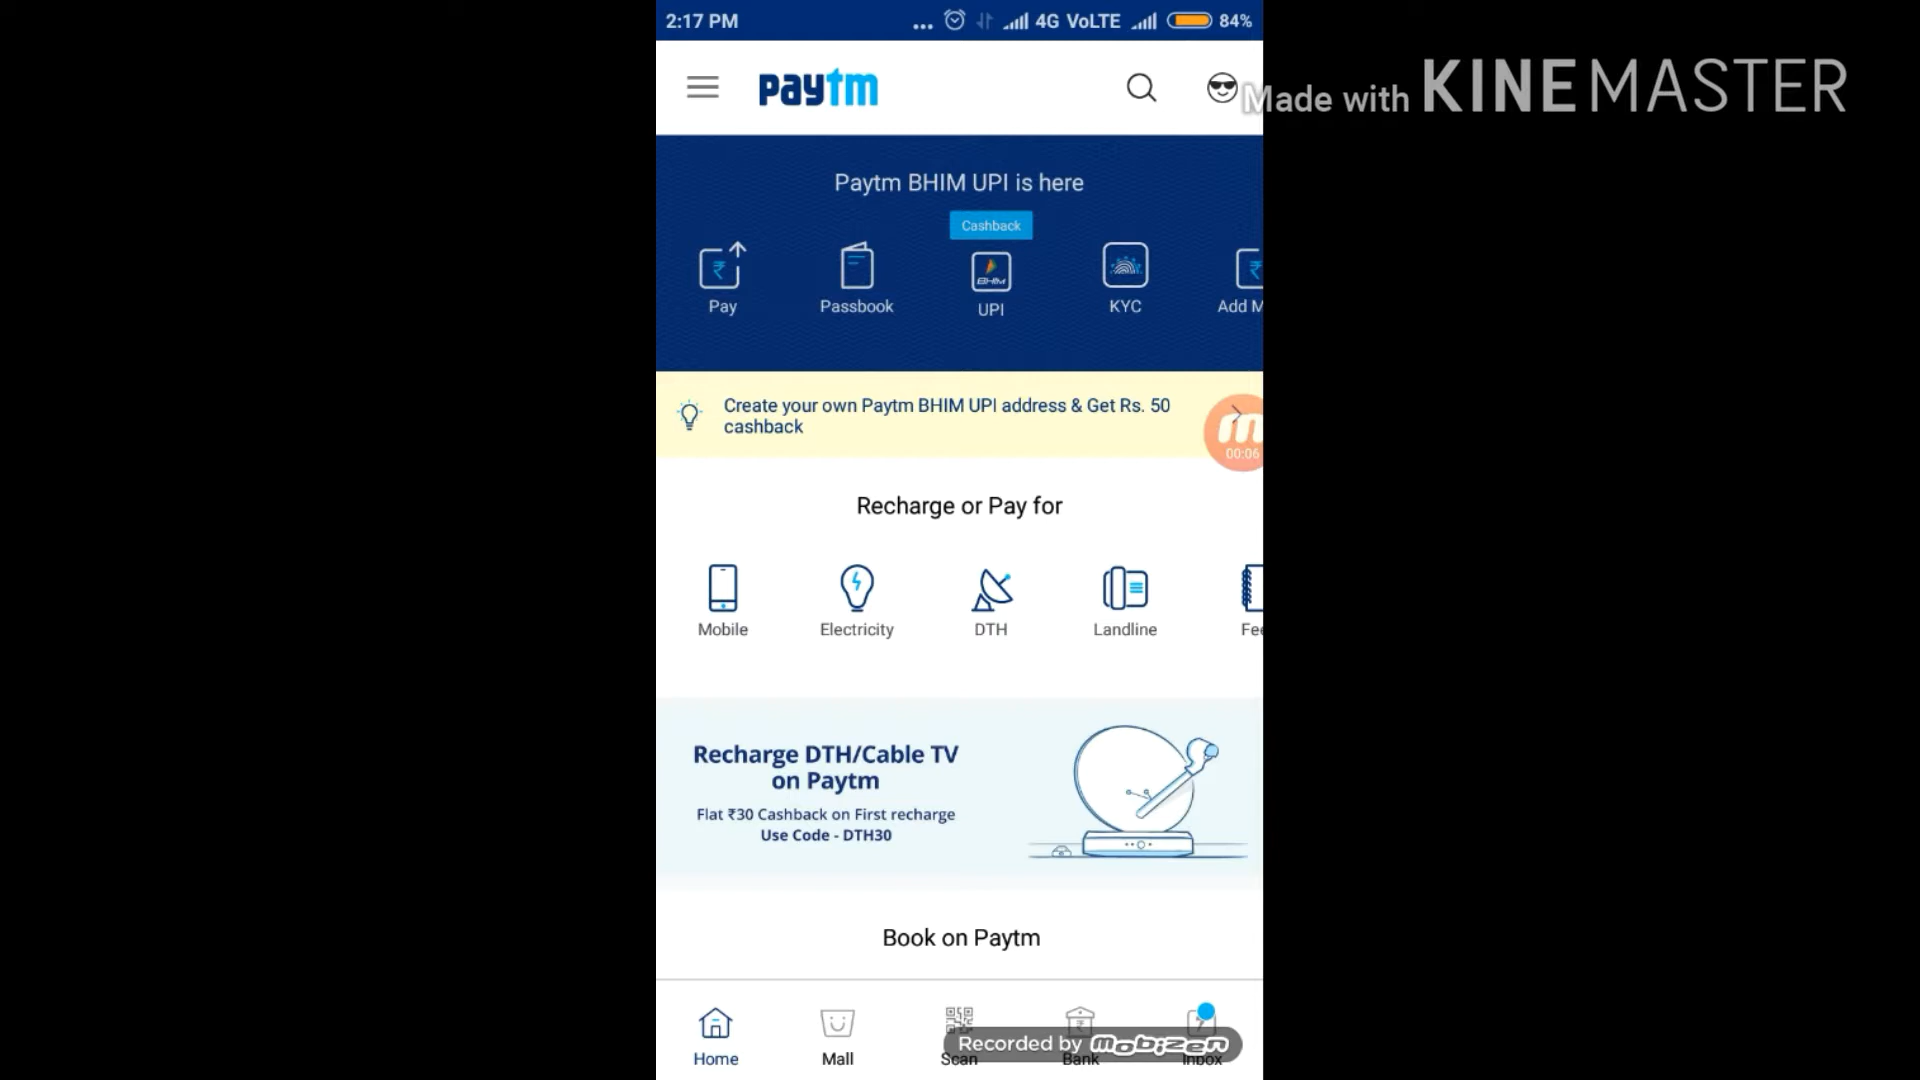 2:17 PM
... 4G VoLTE 84%
paytm
Made with KINEMASTER
Paytm BHIM UPI is here
Cashback
BHIM
Pay
Passbook
UPI
KYC
Add M
Create your own Paytm BHIM UPI address & Get Rs. 50
cashback
00:06
Recharge or Pay for
Mobile
Electricity
DTH
Landline
Fee
Recharge DTH/Cable TV
on Paytm
Flat ₹30 Cashback on First recharge
Use Code - DTH30
Book on Paytm
Recorded by mobizen
Home
Mall
Scan
Bank
Inbox